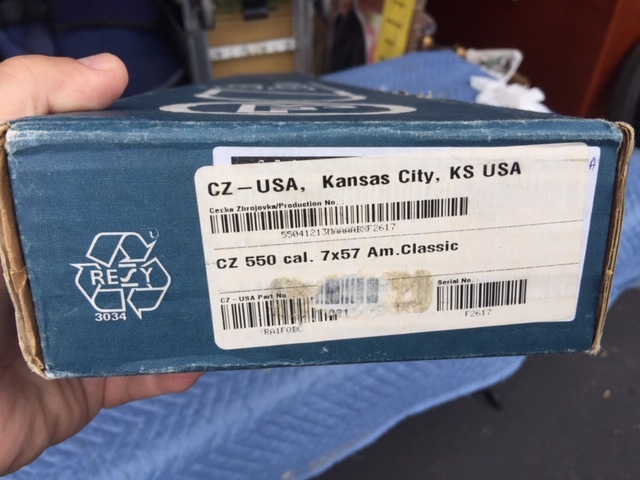 CZ-USA, Kansas City, KS USA
Ceska Zbrojovka/Production No.:
55041213MAAAABXF2617
CZ 550 cal. 7x57 Am.Classic
CZ-USA Part No
Serial No.
F2617
RESY
3034
A